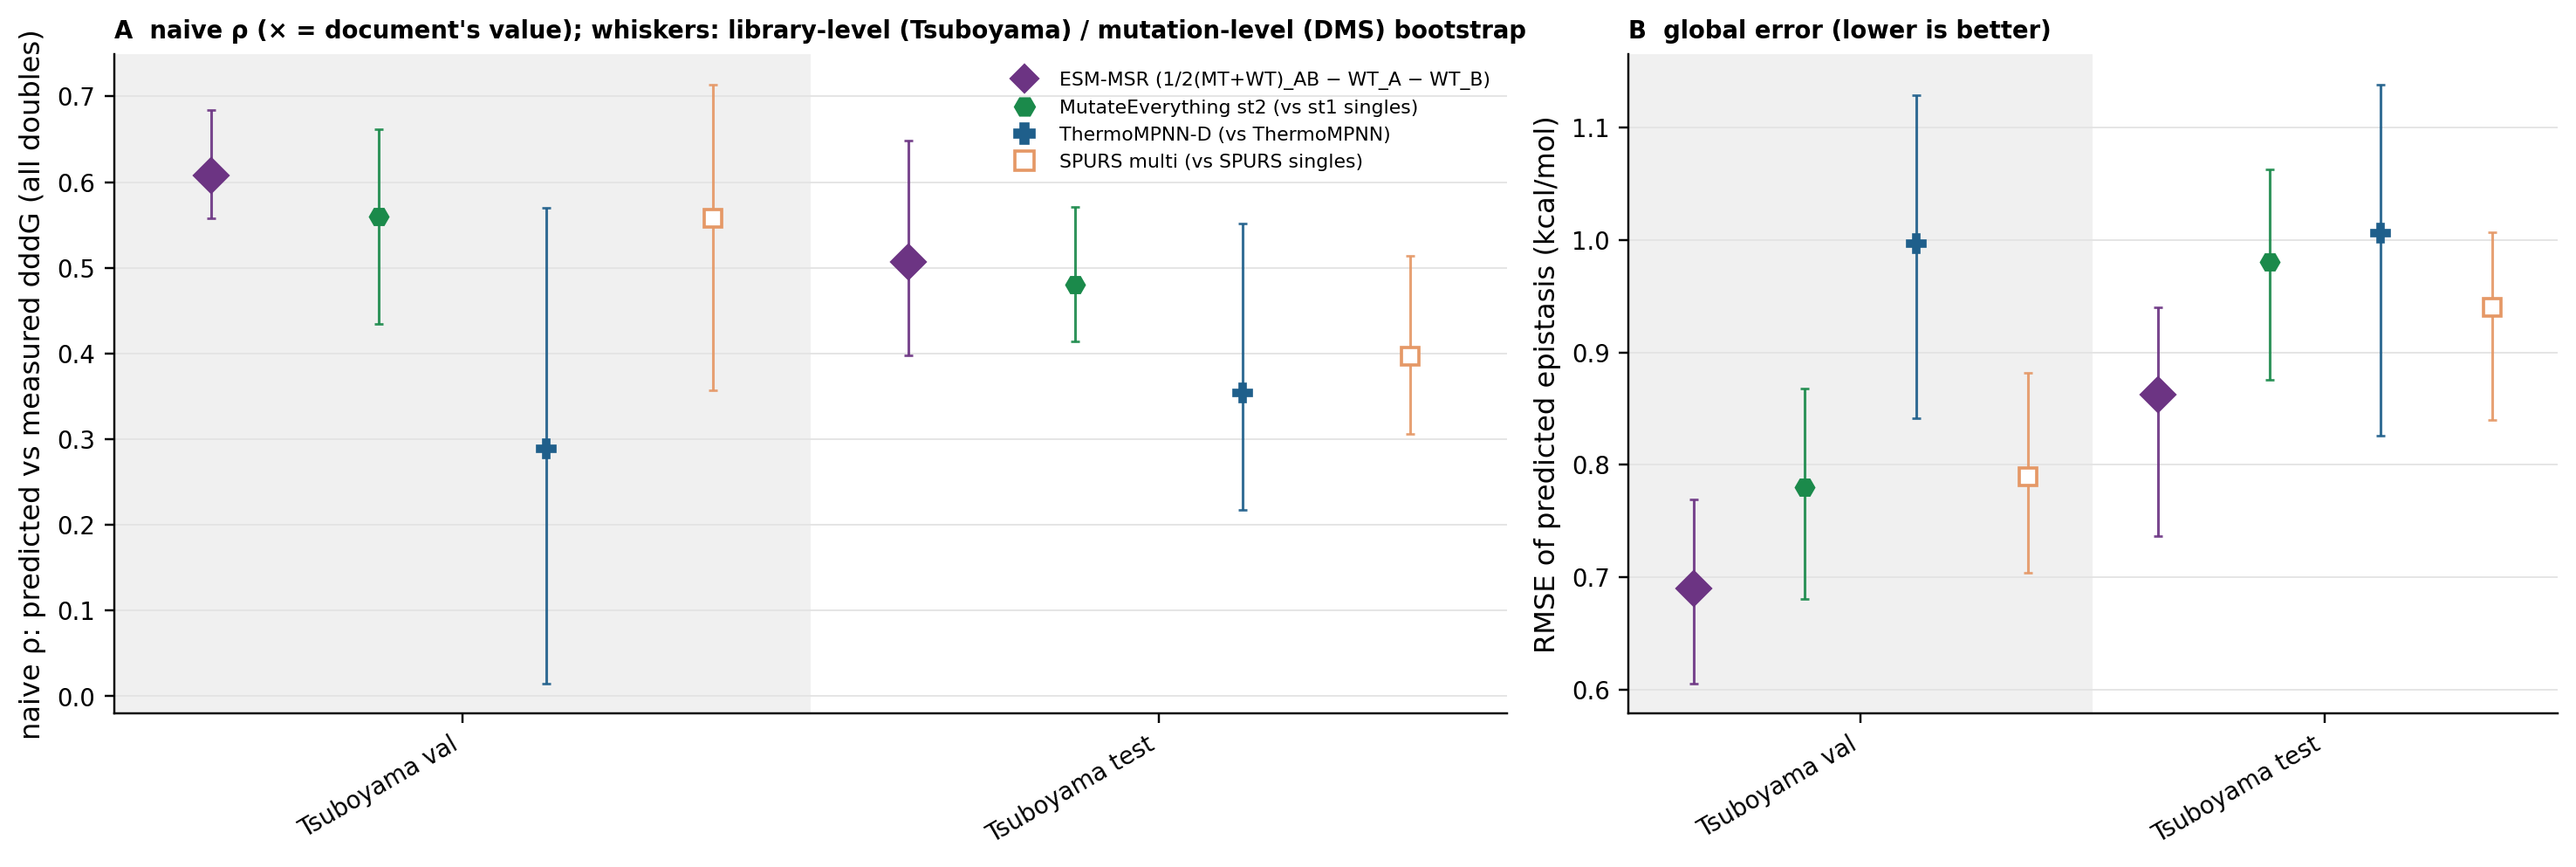 A  naive ρ (× = document's value); whiskers: library-level (Tsuboyama) / mutation-level (DMS) bootstrap
naive ρ: predicted vs measured dddG (all doubles)
0.7
0.6
0.5
0.4
0.3
0.2
0.1
0.0
ESM-MSR (1/2(MT+WT)_AB − WT_A − WT_B)
MutateEverything st2 (vs st1 singles)
ThermoMPNN-D (vs ThermoMPNN)
SPURS multi (vs SPURS singles)
Tsuboyama val
Tsuboyama test
B  global error (lower is better)
RMSE of predicted epistasis (kcal/mol)
1.1
1.0
0.9
0.8
0.7
0.6
Tsuboyama val
Tsuboyama test